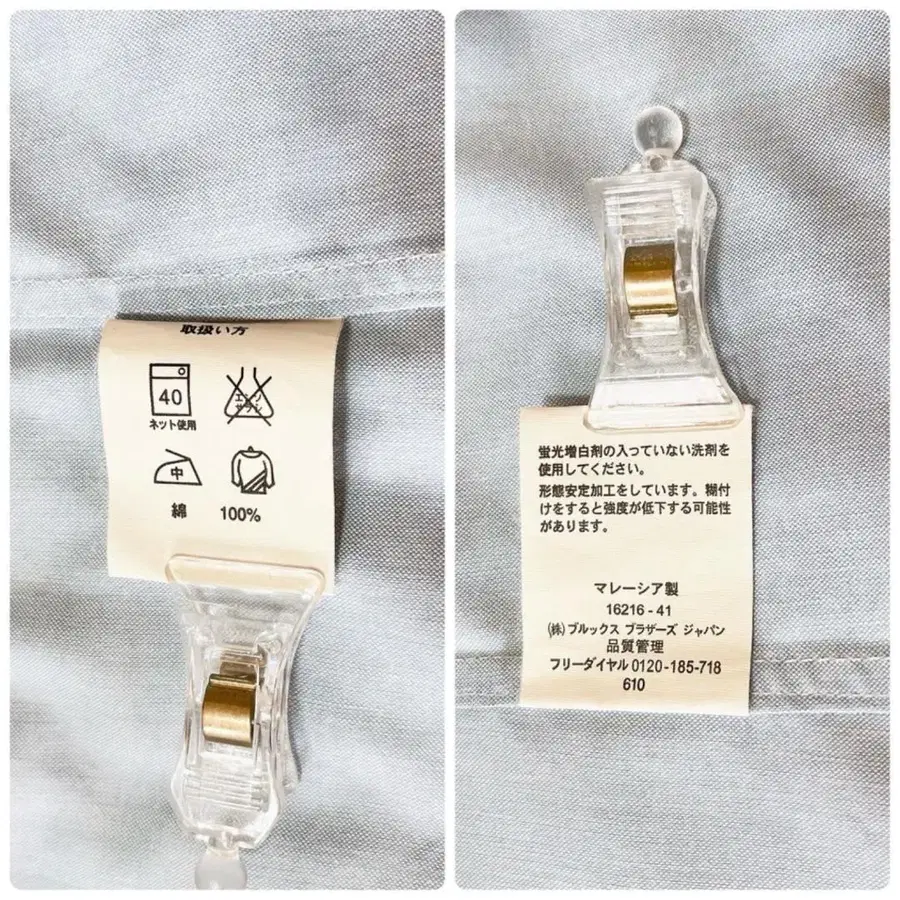 取扱い方
40
ネット使用
エンソ
サラシ
中
綿 100%
蛍光増白剤の入っていない洗剤を
使用してください。
形態安定加工をしています。糊付
けをすると強度が低下する可能性
があります。
マレーシア製
16216-41
㈱ブルックス ブラザーズ ジャパン
品質管理
フリーダイヤル 0120-185-718
610